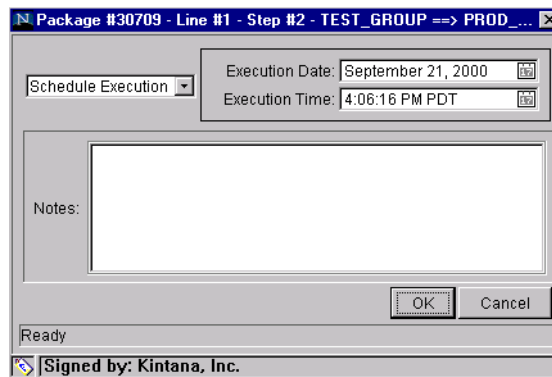 Package #30709 - Line #1 - Step #2 - TEST_GROUP ==> PROD_...
Schedule Execution
Execution Date: September 21, 2000
Execution Time: 4:06:16 PM PDT
Notes:
OK Cancel
Ready
Signed by: Kintana, Inc.